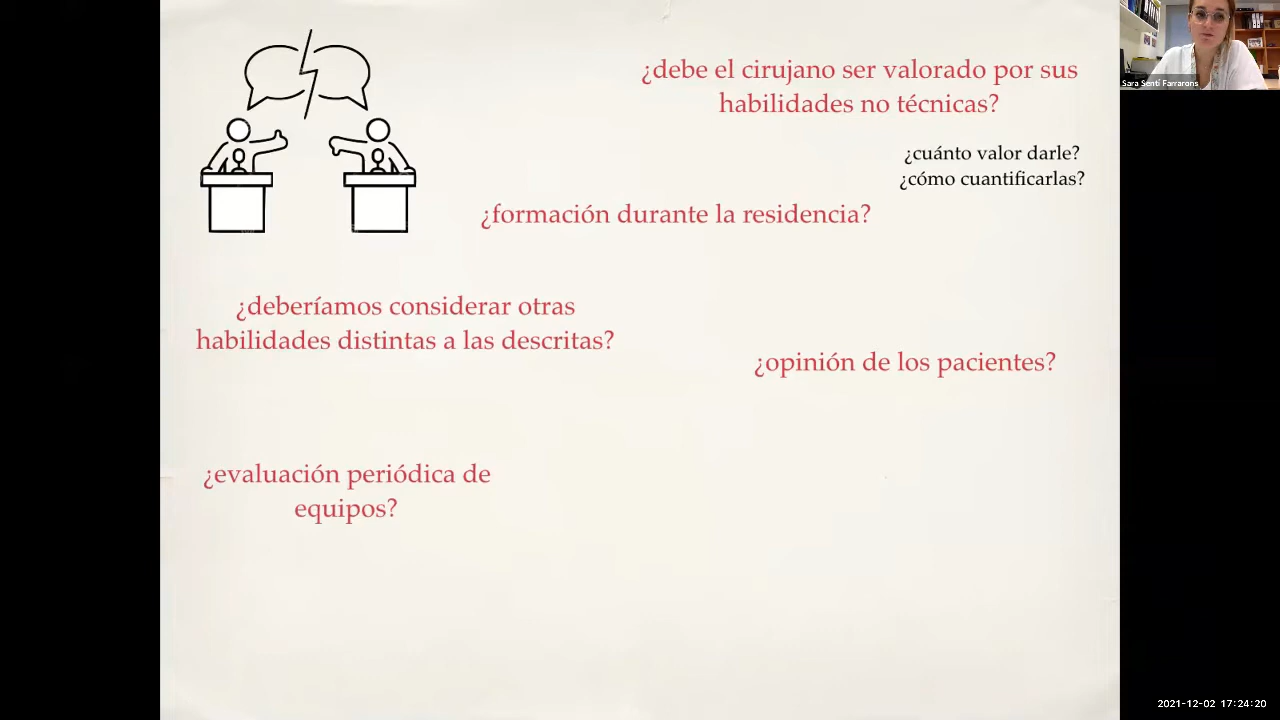 ¿debe el cirujano ser valorado por sus
habilidades no técnicas?
¿cuánto valor darle?
¿cómo cuantificarlas?
¿formación durante la residencia?
¿deberíamos considerar otras
habilidades distintas a las descritas?
¿opinión de los pacientes?
¿evaluación periódica de
equipos?
Sara Sentí Farrarons
2021-12-02 17:24:20